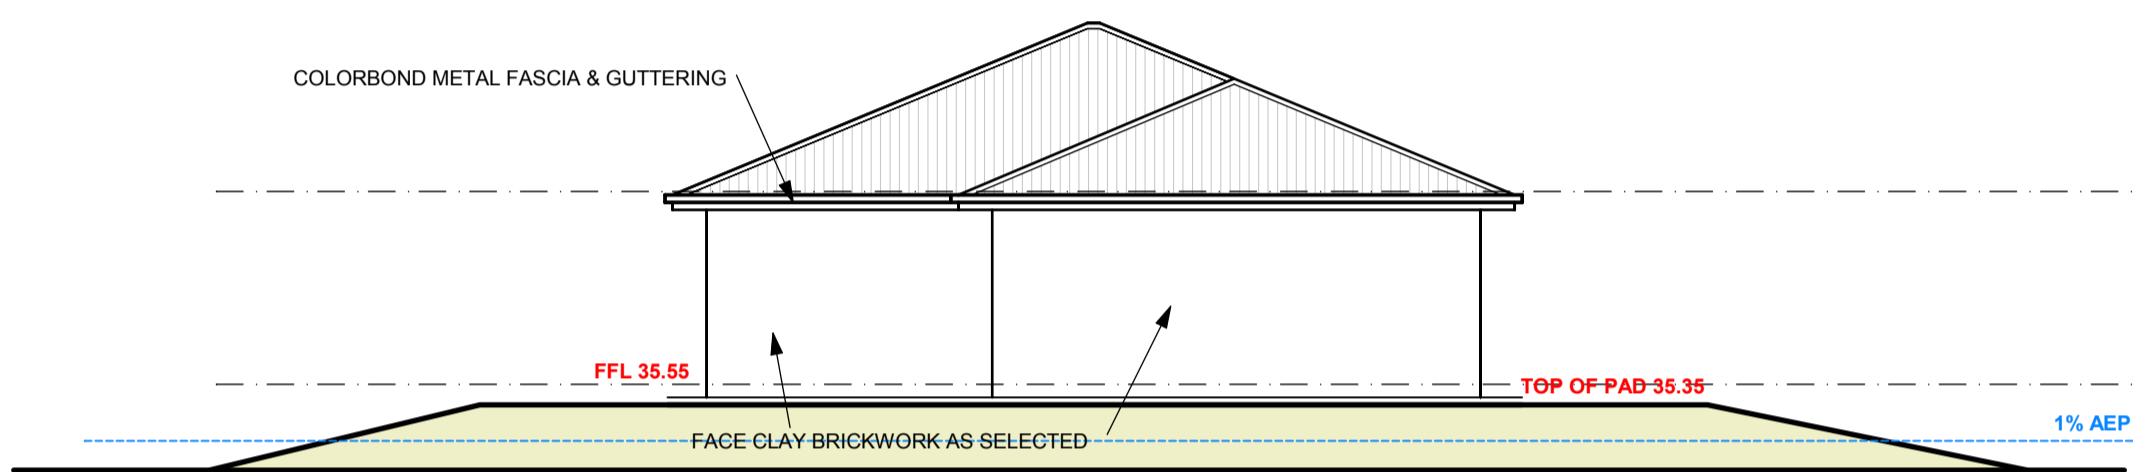 COLORBOND METAL FASCIA & GUTTERING
FFL 35.55
TOP OF PAD 35.35
1% AEP
FACE CLAY BRICKWORK AS SELECTED